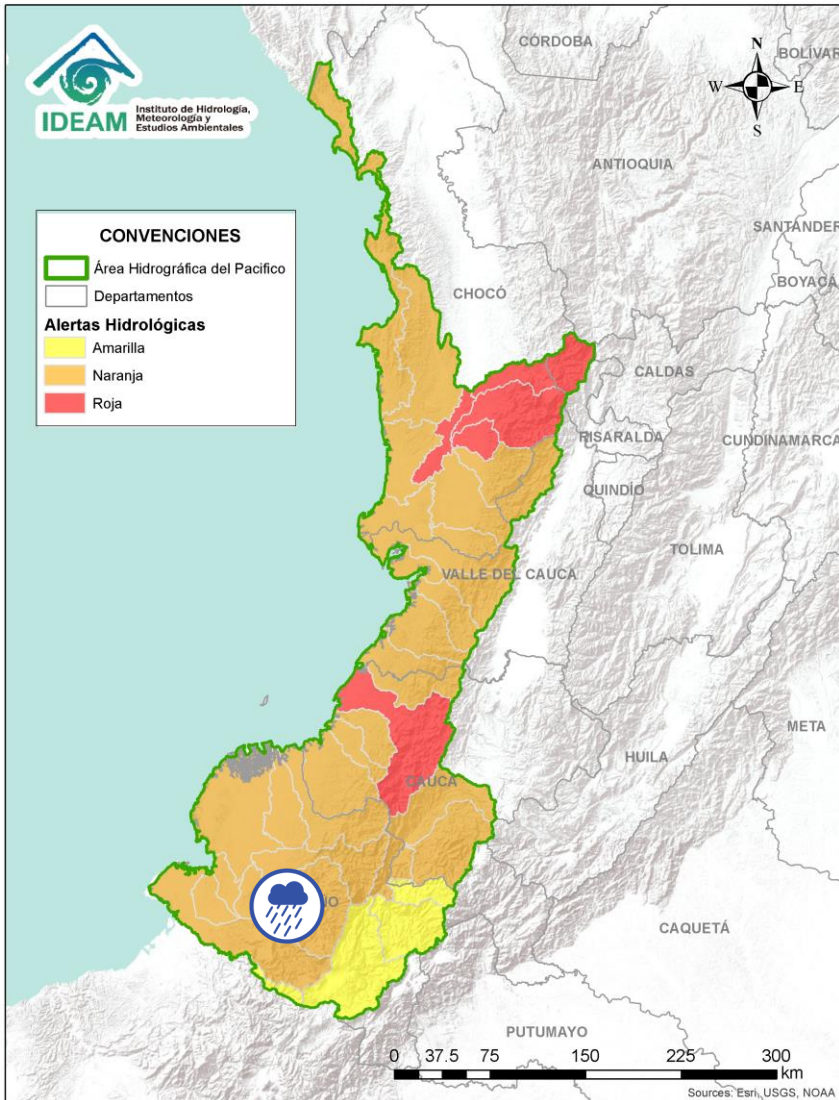 IDEAM
Instituto de Hidrología,
Meteorología y
Estudios Ambientales
CÓRDOBA
BOLÍVAR
N
W
E
S
ANTIOQUIA
SANTANDER
BOYACÁ
CONVENCIONES
Área Hidrográfica del Pacifico
Departamentos
Alertas Hidrológicas
Amarilla
Naranja
Roja
CHOCÓ
CALDAS
RISARALDA
CUNDINAMARCA
QUINDÍO
TOLIMA
VALLE DEL CAUCA
META
HUILA
CAUCA
ÑO
CAQUETÁ
PUTUMAYO
0 37.5 75 150 225 300
km
Sources: Esri, USGS, NOAA